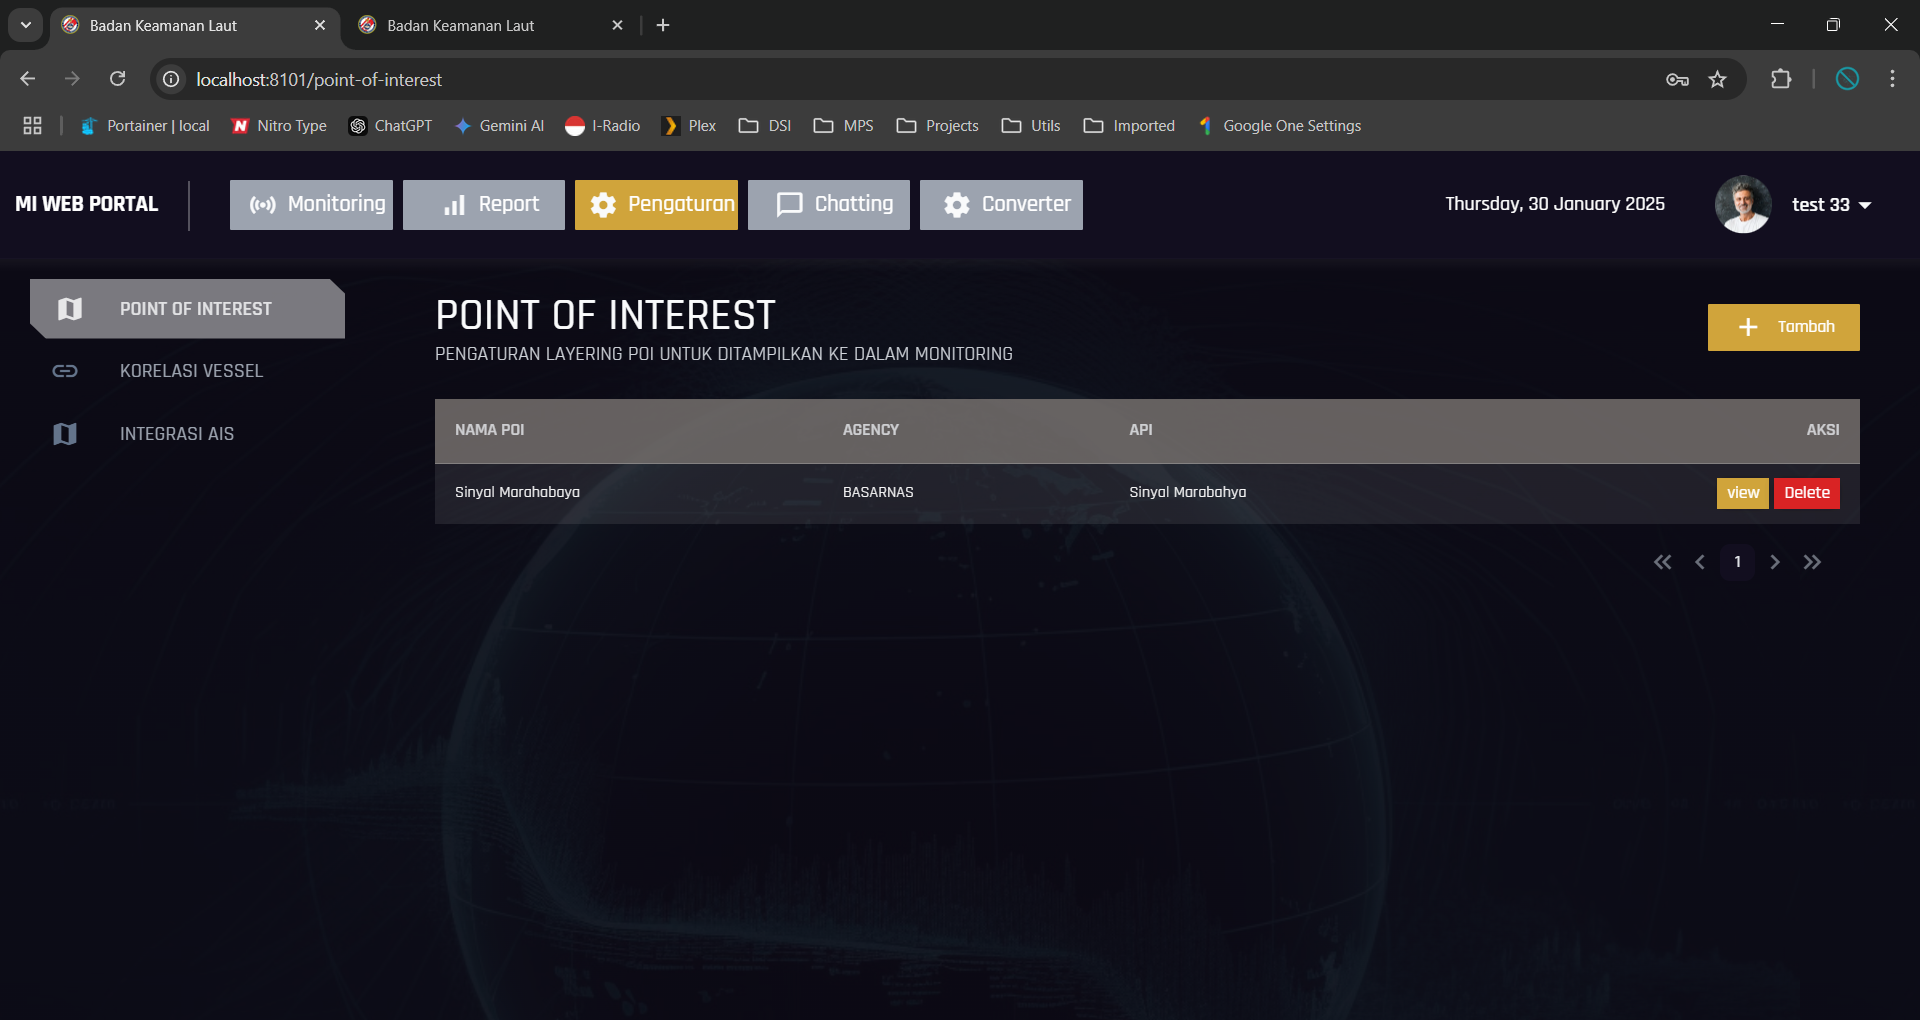 Badan Keamanan Laut
Badan Keamanan Laut
localhost:8101/point-of-interest
Portainer | local
Nitro Type
ChatGPT
Gemini AI
I-Radio
Plex
DSI
MPS
Projects
Utils
Imported
Google One Settings
MI WEB PORTAL
Monitoring
Report
Pengaturan
Chatting
Converter
Thursday, 30 January 2025
test 33
POINT OF INTEREST
KORELASI VESSEL
INTEGRASI AIS
POINT OF INTEREST
PENGATURAN LAYERING POI UNTUK DITAMPILKAN KE DALAM MONITORING
Tambah
NAMA POI AGENCY API AKSI
Sinyal Marahabaya BASARNAS Sinyal Marabahya view Delete
1